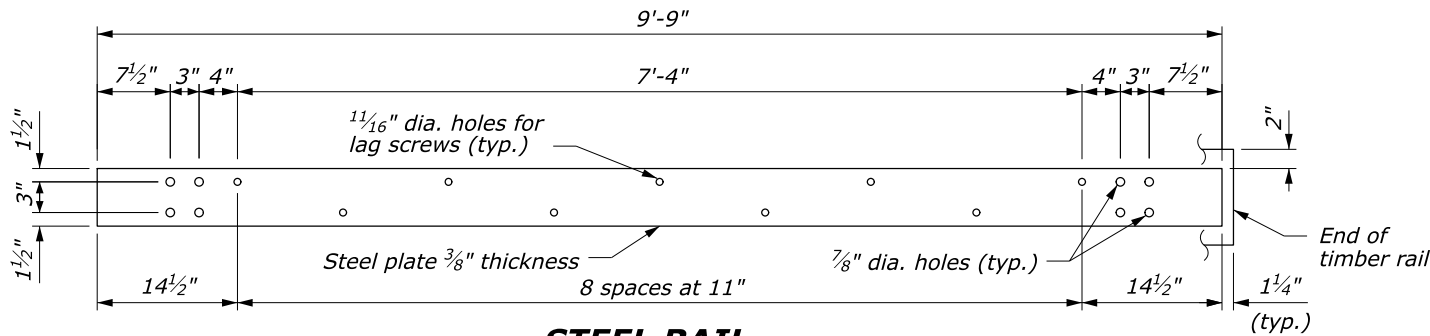 9'-9"
7½" 3" 4" 7'-4" 4" 3" 7½"
1½"
3"
1½"
2"
11/16" dia. holes for
lag screws (typ.)
Steel plate ⅜" thickness
⅞" dia. holes (typ.)
End of
timber rail
14½" 8 spaces at 11" 14½" 1¼"
(typ.)